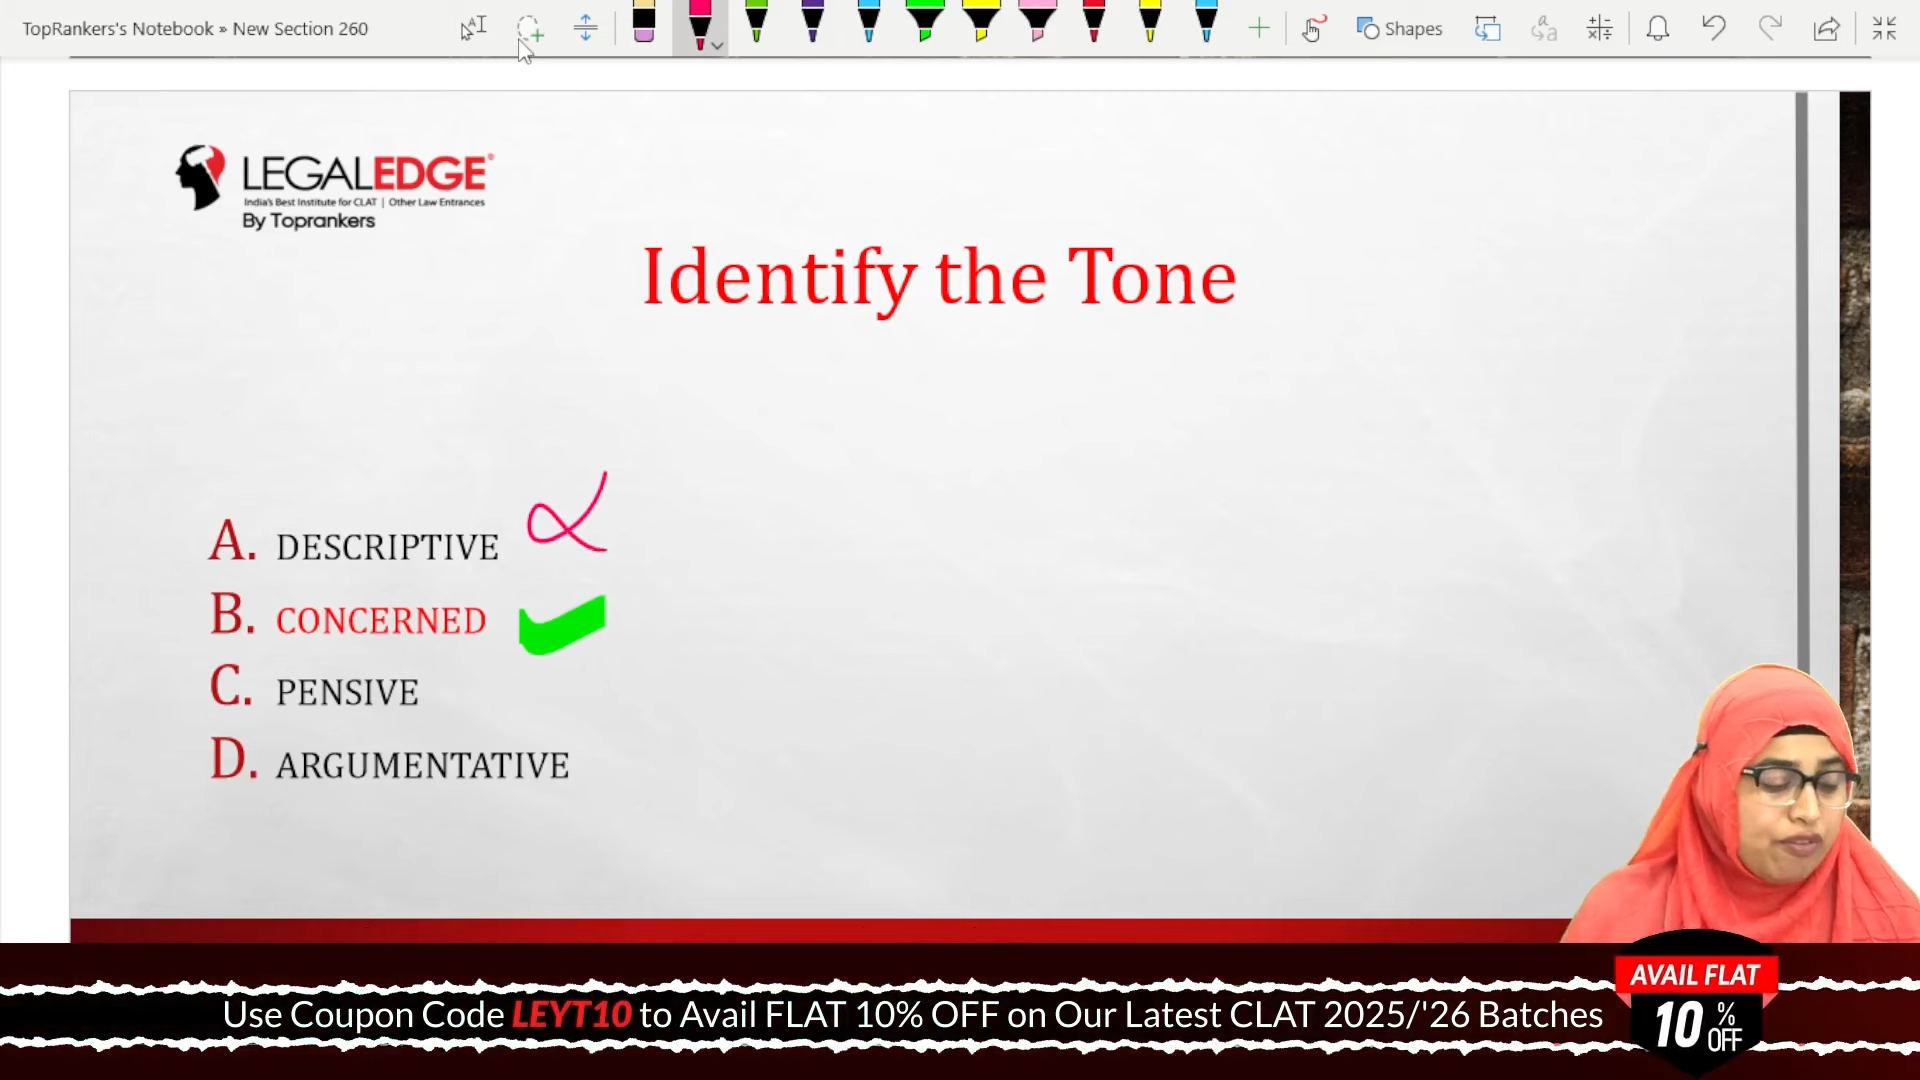 TopRankers's Notebook » New Section 260
Shapes
LEGALEDGE®
India's Best Institute for CLAT | Other Law Entrances
By Toprankers
Identify the Tone
A. DESCRIPTIVE
B. CONCERNED
C. PENSIVE
D. ARGUMENTATIVE
AVAIL FLAT
10 % OFF
Use Coupon Code LEYT10 to Avail FLAT 10% OFF on Our Latest CLAT 2025/'26 Batches